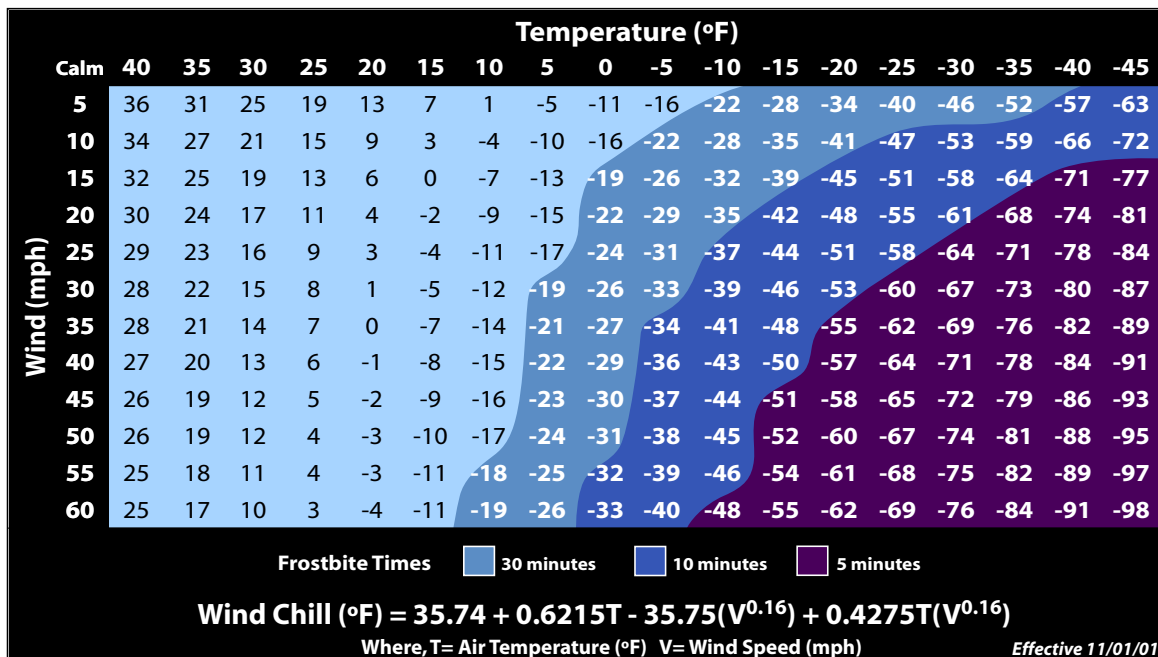 Temperature (ºF)
Calm 40 35 30 25 20 15 10 5 0 -5 -10 -15 -20 -25 -30 -35 -40 -45
5 36 31 25 19 13 7 1 -5 -11 -16 -22 -28 -34 -40 -46 -52 -57 -63
10 34 27 21 15 9 3 -4 -10 -16 -22 -28 -35 -41 -47 -53 -59 -66 -72
15 32 25 19 13 6 0 -7 -13 -19 -26 -32 -39 -45 -51 -58 -64 -71 -77
20 30 24 17 11 4 -2 -9 -15 -22 -29 -35 -42 -48 -55 -61 -68 -74 -81
25 29 23 16 9 3 -4 -11 -17 -24 -31 -37 -44 -51 -58 -64 -71 -78 -84
30 28 22 15 8 1 -5 -12 -19 -26 -33 -39 -46 -53 -60 -67 -73 -80 -87
35 28 21 14 7 0 -7 -14 -21 -27 -34 -41 -48 -55 -62 -69 -76 -82 -89
40 27 20 13 6 -1 -8 -15 -22 -29 -36 -43 -50 -57 -64 -71 -78 -84 -91
45 26 19 12 5 -2 -9 -16 -23 -30 -37 -44 -51 -58 -65 -72 -79 -86 -93
50 26 19 12 4 -3 -10 -17 -24 -31 -38 -45 -52 -60 -67 -74 -81 -88 -95
55 25 18 11 4 -3 -11 -18 -25 -32 -39 -46 -54 -61 -68 -75 -82 -89 -97
60 25 17 10 3 -4 -11 -19 -26 -33 -40 -48 -55 -62 -69 -76 -84 -91 -98
Wind (mph)
Frostbite Times 30 minutes 10 minutes 5 minutes
Wind Chill (ºF) = 35.74 + 0.6215T - 35.75(V0.16) + 0.4275T(V0.16)
Where, T= Air Temperature (ºF) V= Wind Speed (mph) Effective 11/01/01